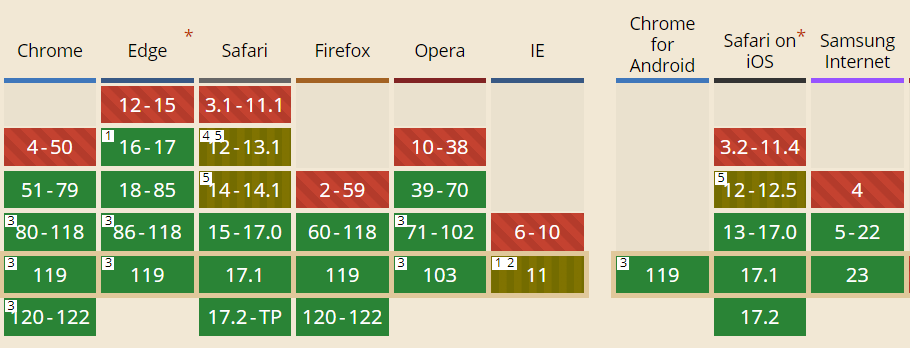 Chrome Edge * Safari Firefox Opera IE Chrome for Android Safari on iOS * Samsung Internet
12-15 3.1-11.1
4-50 1 16-17 4 5 12-13.1 10-38 3.2-11.4
51-79 18-85 5 14-14.1 2-59 39-70 5 12-12.5 4
3 80-118 3 86-118 15-17.0 60-118 3 71-102 6-10 13-17.0 5-22
3 119 3 119 17.1 119 3 103 1 2 11 3 119 17.1 23
3 120-122 17.2-TP 120-122 17.2